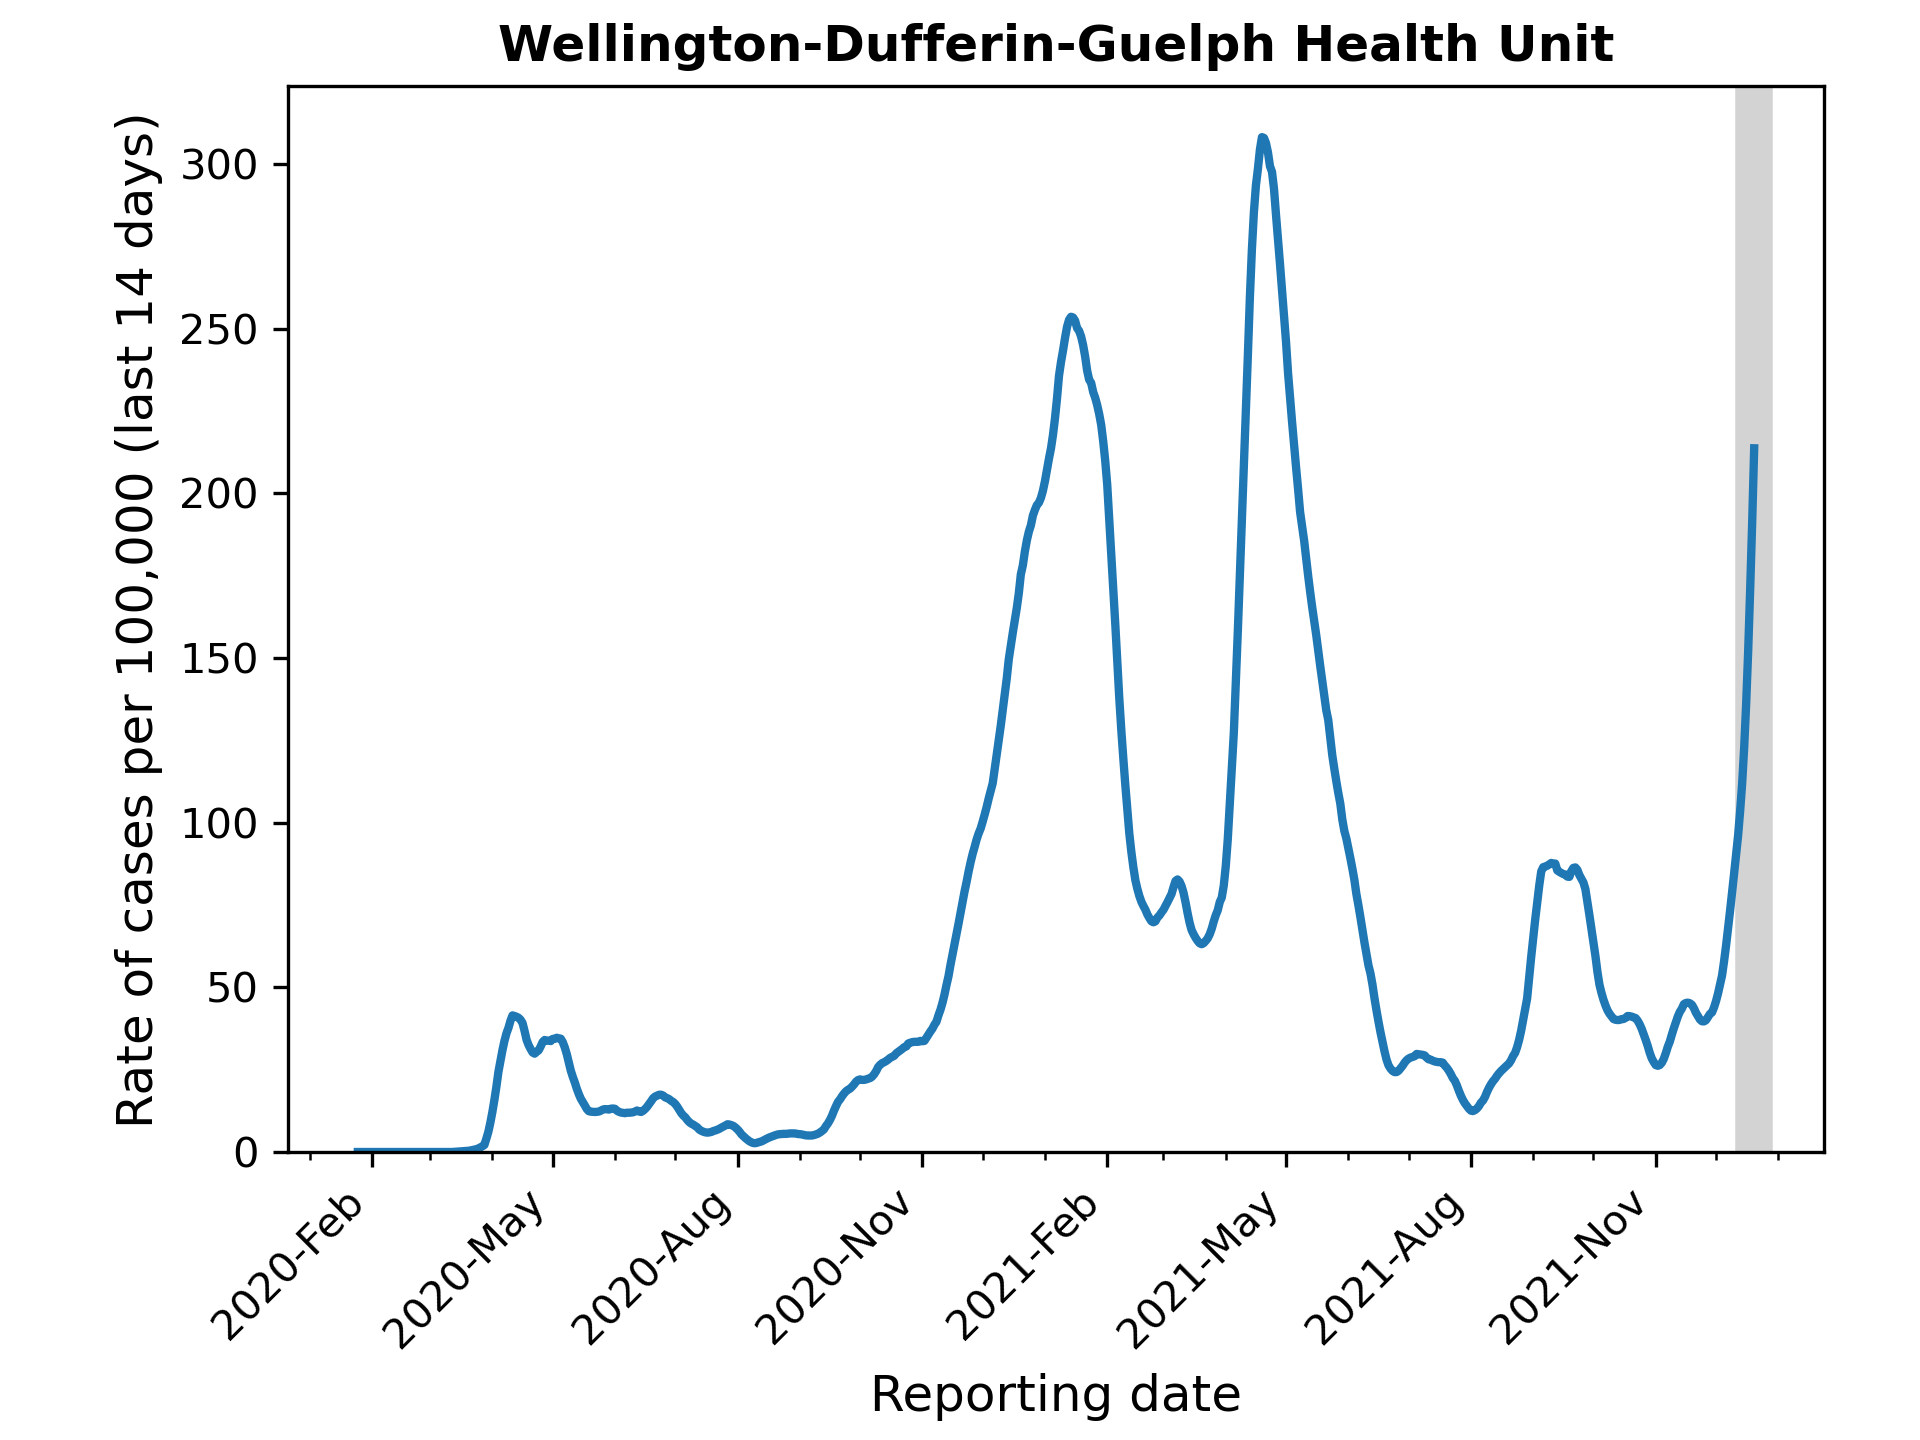 Wellington-Dufferin-Guelph Health Unit
Rate of cases per 100,000 (last 14 days)
300
250
200
150
100
50
0
2020-Feb
2020-May
2020-Aug
2020-Nov
2021-Feb
2021-May
2021-Aug
2021-Nov
Reporting date